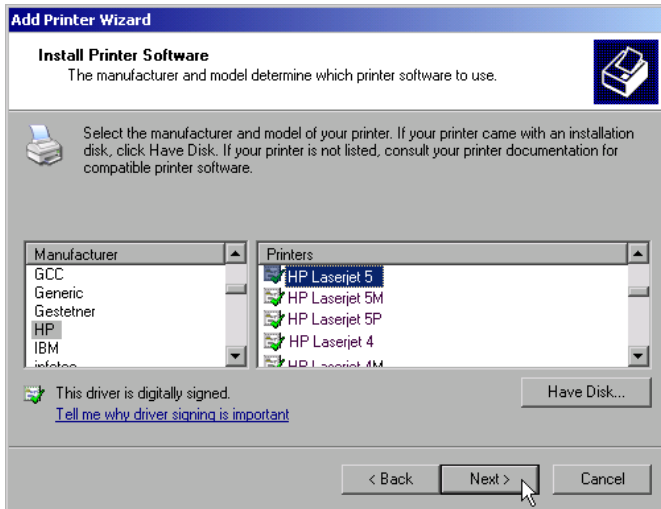 Add Printer Wizard
Install Printer Software
The manufacturer and model determine which printer software to use.
Select the manufacturer and model of your printer. If your printer came with an installation
disk, click Have Disk. If your printer is not listed, consult your printer documentation for
compatible printer software.
Manufacturer
GCC
Generic
Gestetner
HP
IBM
infotec
Printers
HP Laserjet 5
HP Laserjet 5M
HP Laserjet 5P
HP Laserjet 4
HP Laserjet 4M
This driver is digitally signed.
Tell me why driver signing is important
Have Disk...
< Back
Next >
Cancel